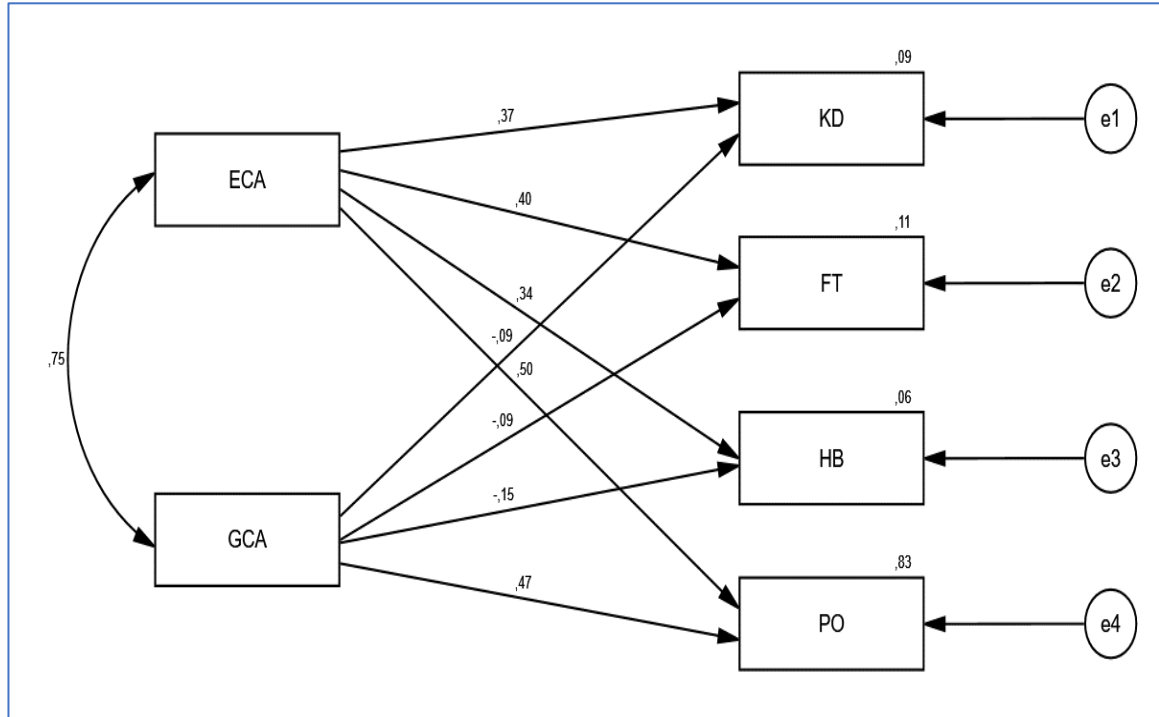 ,09
,37
KD
e1
ECA
,40
,11
FT
e2
,34
-,09
,75
,50
-,09
,06
HB
e3
-,15
GCA
,47
,83
PO
e4